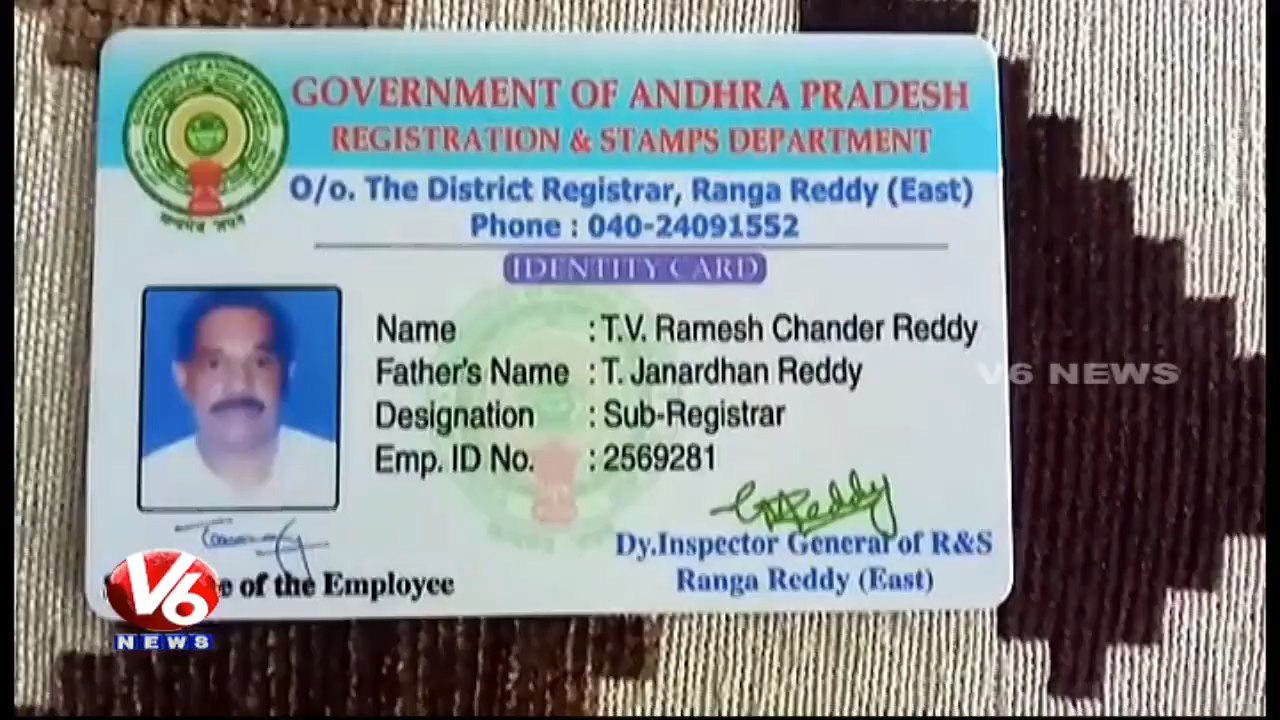 GOVERNMENT OF ANDHRA PRADESH
REGISTRATION & STAMPS DEPARTMENT
O/o. The District Registrar, Ranga Reddy (East)
Phone : 040-24091552
IDENTITY CARD
Name : T.V. Ramesh Chander Reddy
Father's Name : T. Janardhan Reddy
Designation : Sub-Registrar
Emp. ID No. : 2569281
Dy.Inspector General of R&S
Ranga Reddy (East)
of the Employee
V6 NEWS
V6
NEWS